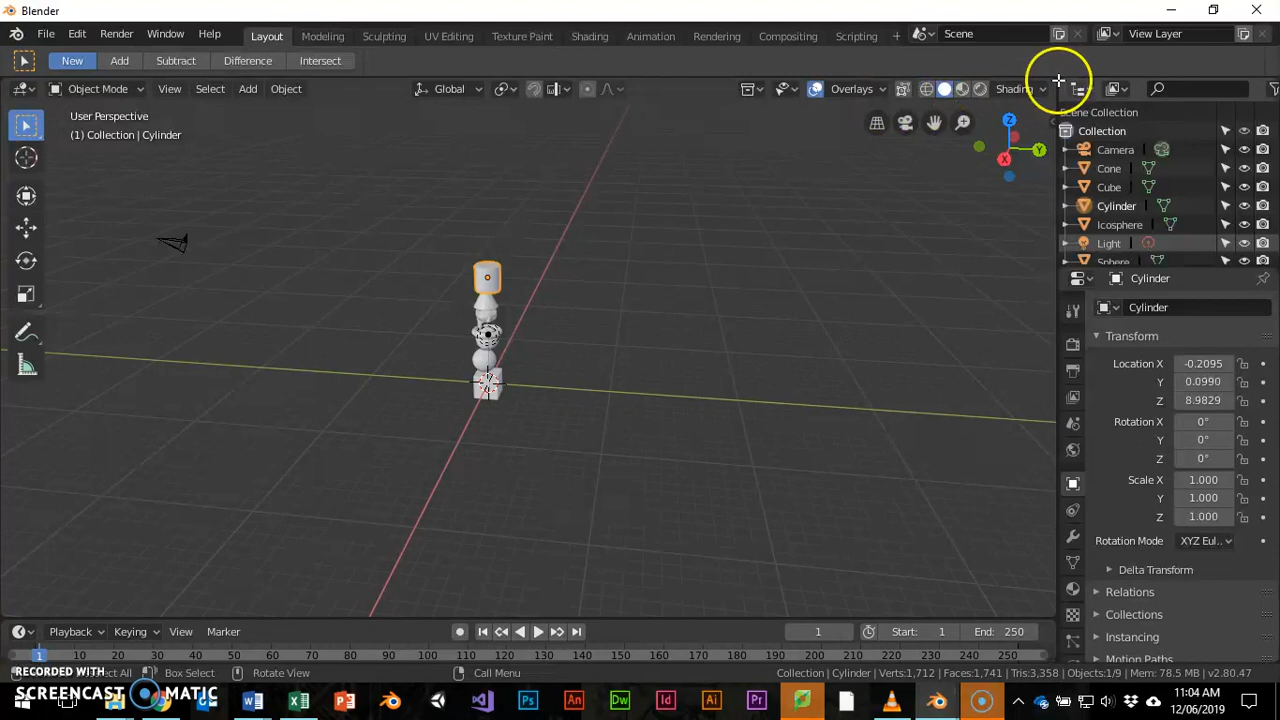 Blender
File Edit Render Window Help Layout Modeling Sculpting UV Editing Texture Paint Shading Animation Rendering Compositing Scripting + Scene View Layer
New Add Subtract Difference Intersect
Object Mode View Select Add Object Global Overlays Shading
User Perspective
(1) Collection | Cylinder
Z
Y
X
Scene Collection
Collection
Camera
Cone
Cube
Cylinder
Icosphere
Light
Sphere
Cylinder
Cylinder
Transform
Location X -0.2095
Y 0.0990
Z 8.9829
Rotation X 0°
Y 0°
Z 0°
Scale X 1.000
Y 1.000
Z 1.000
Rotation Mode XYZ Eul..
Delta Transform
Relations
Collections
Instancing
Motion Paths
Playback Keying View Marker 1 Start: 1 End: 250
1 10 20 30 40 50 60 70 80 90 100 110 120 130 140 150 160 170 180 190 200 210 220 230 240 250
Box Select Rotate View Call Menu Collection | Cylinder | Verts:1,712 | Faces:1,741 | Tris:3,358 | Objects:1/9 | Mem: 78.5 MB | v2.80.47
RECORDED WITH
SCREENCAST MATIC
Ps An Dw Id Ai Pr
11:04 AM
12/06/2019